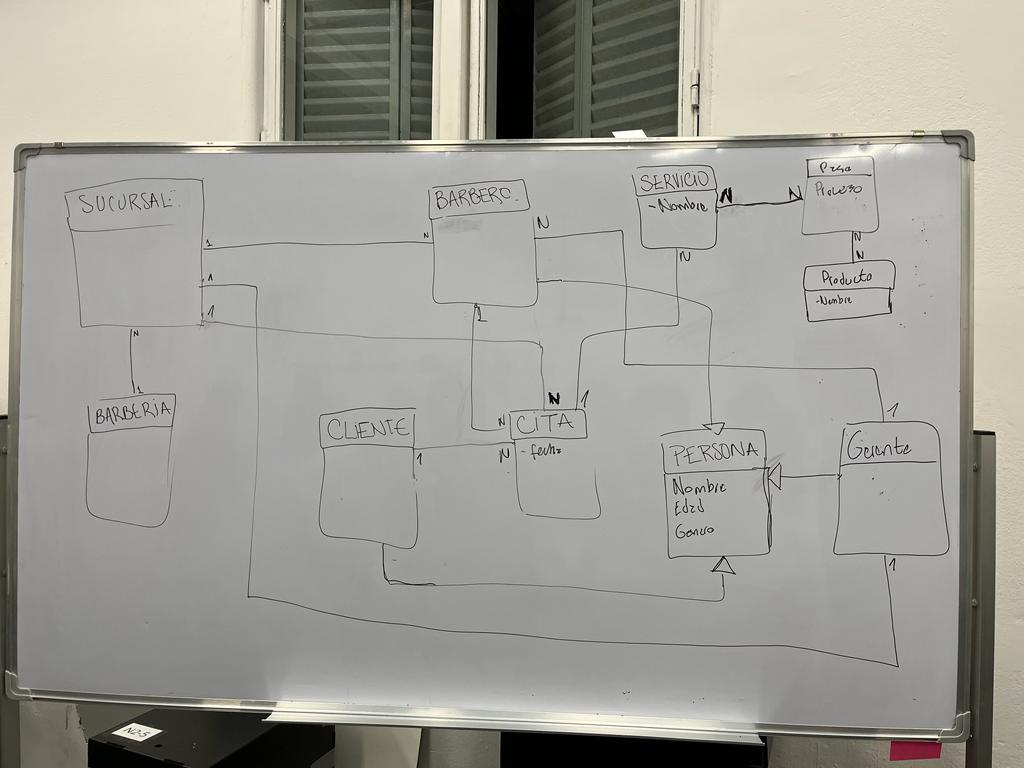 SUCURSAL
BARBERO
SERVICIO
-Nombre
N
N
Proceso
N
N
Producto
-Nombre
1
N
N
N
1
1
1
N
1
BARBERIA
CLIENTE
1
N
N
N
1
CITA
- fecha
PERSONA
Nombre
Edad
Genero
1
Gerente
1